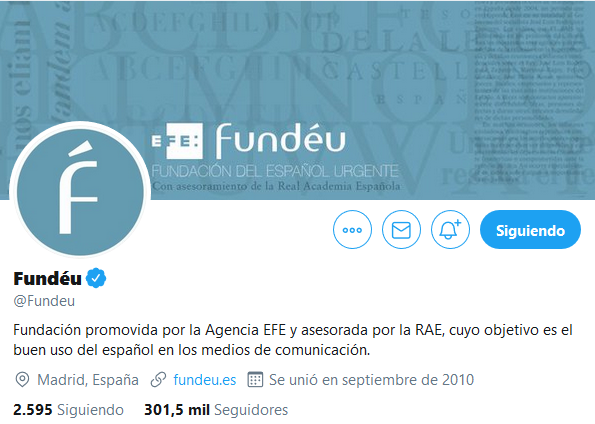 EFE: Fundéu
FUNDACIÓN DEL ESPAÑOL URGENTE
Con asesoramiento de la Real Academia Española
Siguiendo
Fundéu
@Fundeu
Fundación promovida por la Agencia EFE y asesorada por la RAE, cuyo objetivo es el
buen uso del español en los medios de comunicación.
Madrid, España fundeu.es Se unió en septiembre de 2010
2.595 Siguiendo 301,5 mil Seguidores